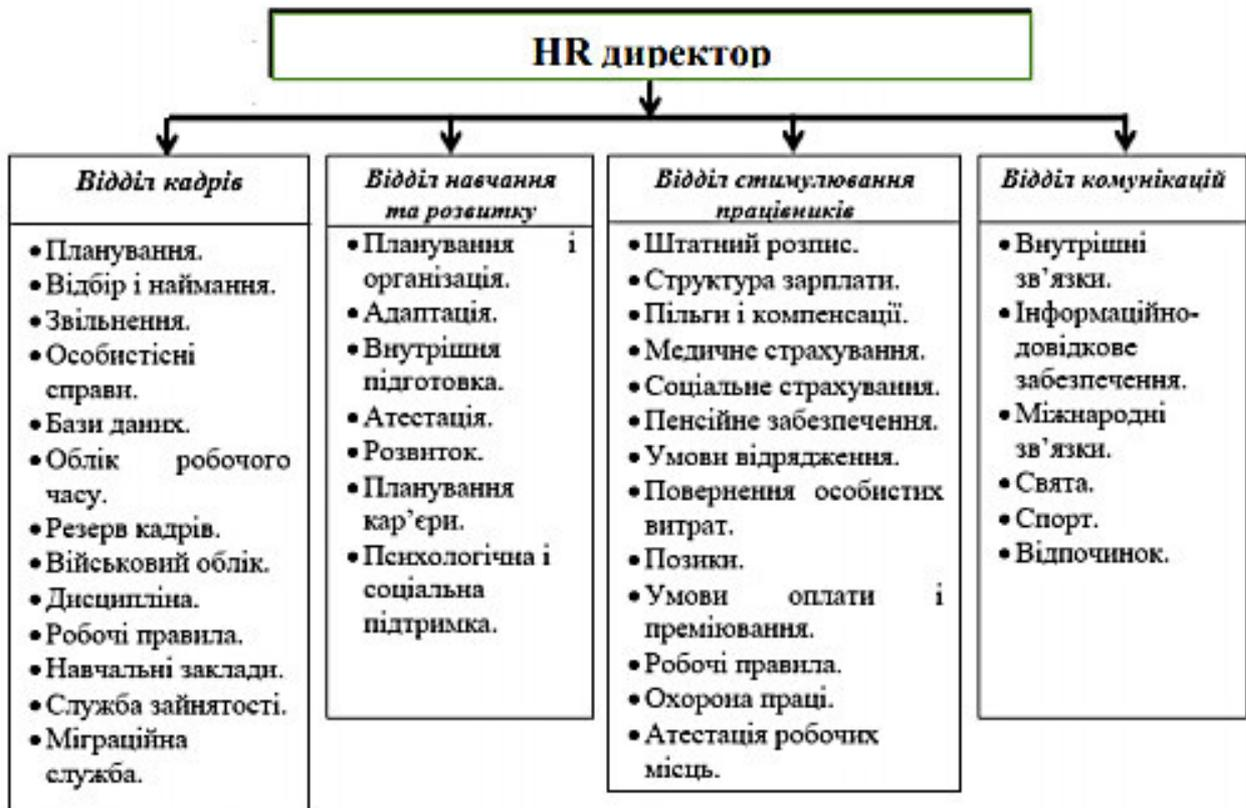 HR директор
Відділ кадрів
•Планування.
•Відбір і наймання.
•Звільнення.
•Особистісні
справи.
•Бази даних.
•Облік робочого
часу.
•Резерв кадрів.
•Військовий облік.
•Дисципліна.
•Робочі правила.
•Навчальні заклади.
•Служба зайнятості.
•Міграційна
служба.
Відділ навчання
та розвитку
•Планування і
організація.
•Адаптація.
•Внутрішня
підготовка.
•Атестація.
•Розвиток.
•Планування
кар’єри.
•Психологічна і
соціальна
підтримка.
Відділ стимулювання
працівників
•Штатний розпис.
•Структура зарплати.
•Пільги і компенсації.
•Медичне страхування.
•Соціальне страхування.
•Пенсійне забезпечення.
•Умови відрядження.
•Повернення особистих
витрат.
•Позики.
•Умови оплати і
преміювання.
•Робочі правила.
•Охорона праці.
•Атестація робочих
місць.
Відділ комунікацій
•Внутрішні
зв’язки.
•Інформаційно-
довідкове
забезпечення.
•Міжнародні
зв’язки.
•Свята.
•Спорт.
•Відпочинок.